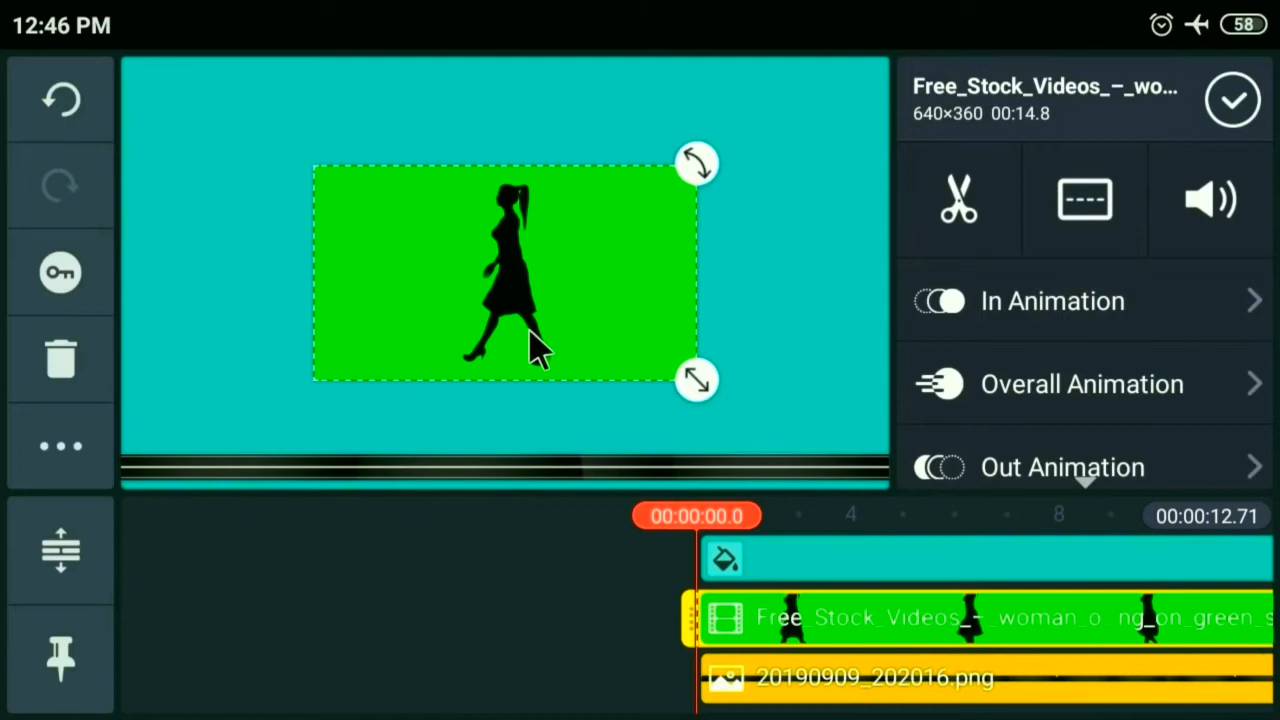 12:46 PM
58
Free_Stock_Videos_–_wo...
640×360 00:14.8
In Animation
Overall Animation
Out Animation
00:00:00.0
4
8
00:00:12.71
Free_Stock_Videos_–_woman_o ng_on_green_s
20190909_202016.png